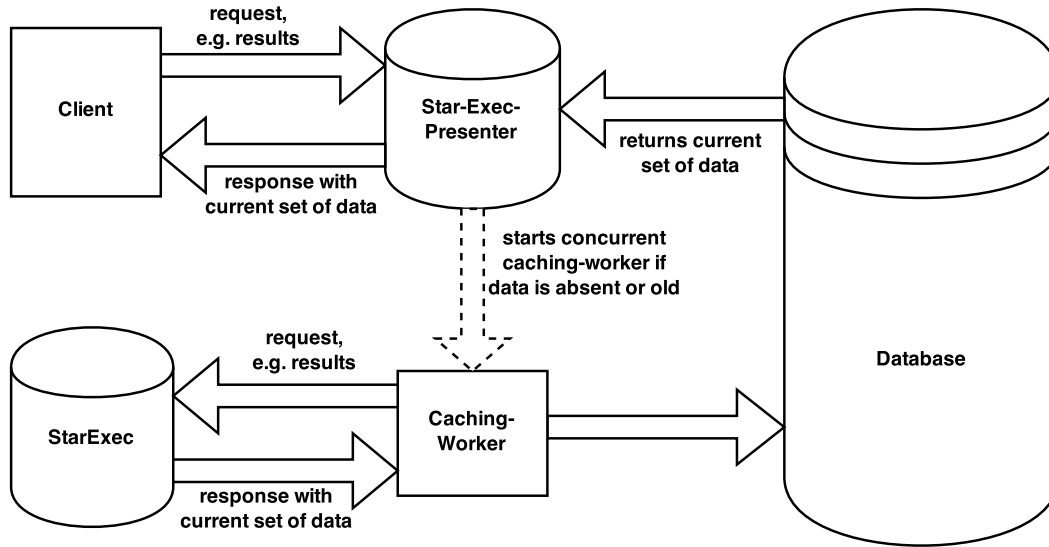 request,
e.g. results
Client
Star-Exec-
Presenter
returns current
set of data
response with
current set of data
starts concurrent
caching-worker if
data is absent or old
request,
e.g. results
Database
StarExec
Caching-
Worker
response with
current set of data